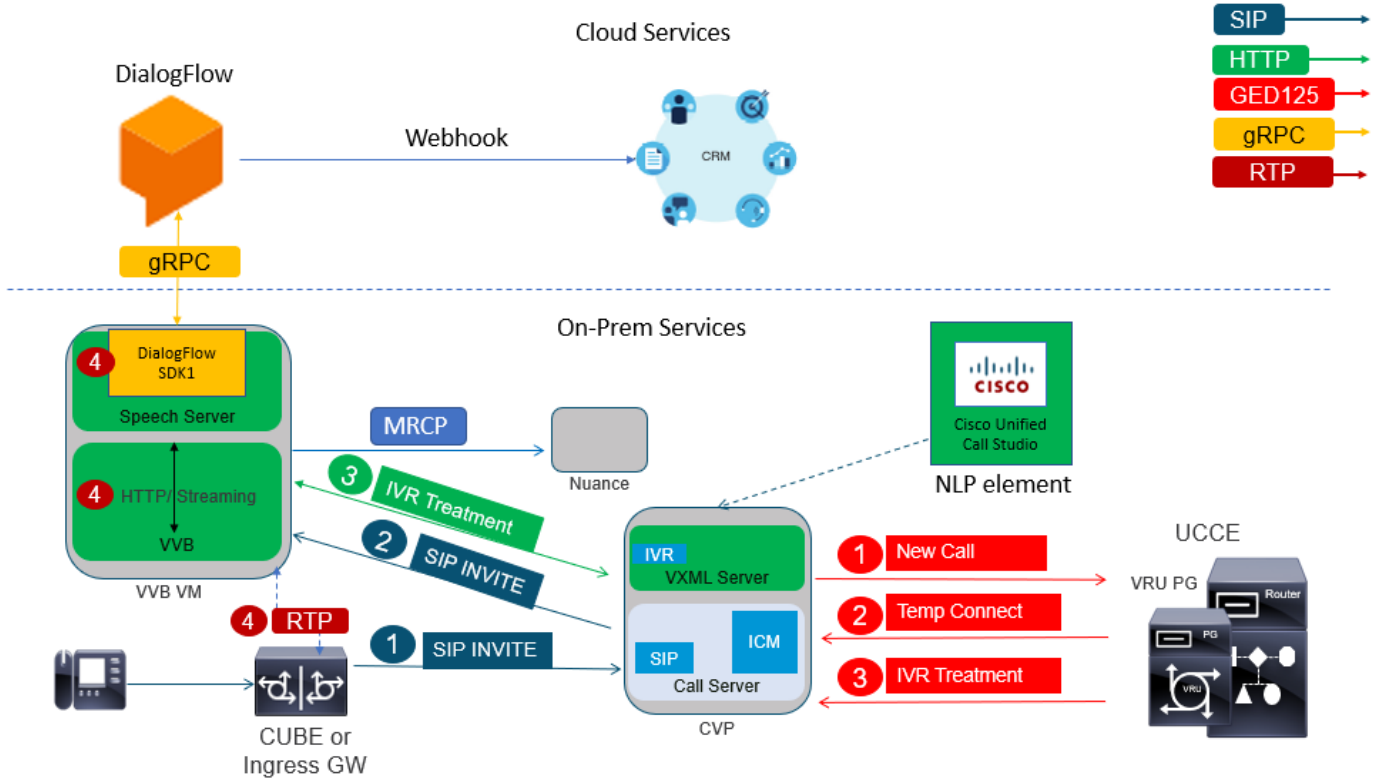 Cloud Services
SIP
HTTP
GED125
gRPC
RTP
DialogFlow
Webhook
CRM
gRPC
On-Prem Services
4
DialogFlow
SDK1
Speech Server
4
HTTP/ Streaming
VVB
VVB VM
MRCP
Nuance
CISCO
Cisco Unified
Call Studio
NLP element
3
IVR Treatment
2
SIP INVITE
4
RTP
1
SIP INVITE
CUBE or
Ingress GW
IVR
VXML Server
ICM
SIP
Call Server
CVP
1
New Call
2
Temp Connect
3
IVR Treatment
UCCE
VRU PG
Router
PG
VRU